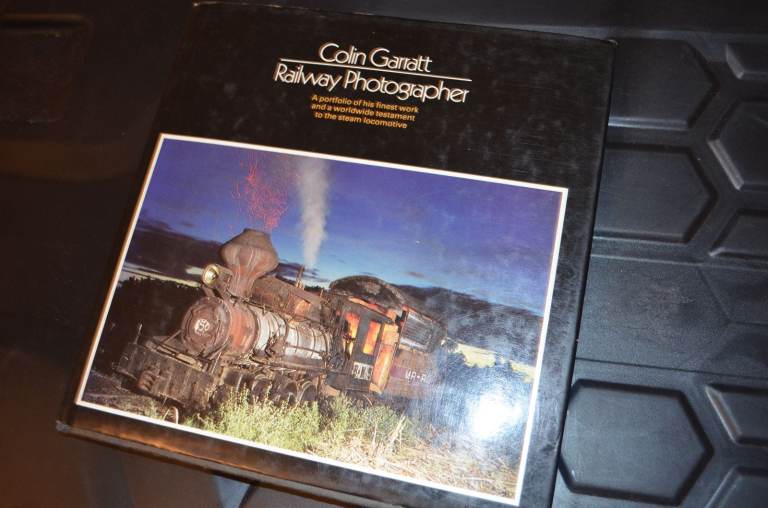 Colin Garratt
Railway Photographer
A portfolio of his finest work
and a worldwide testament
to the steam locomotive